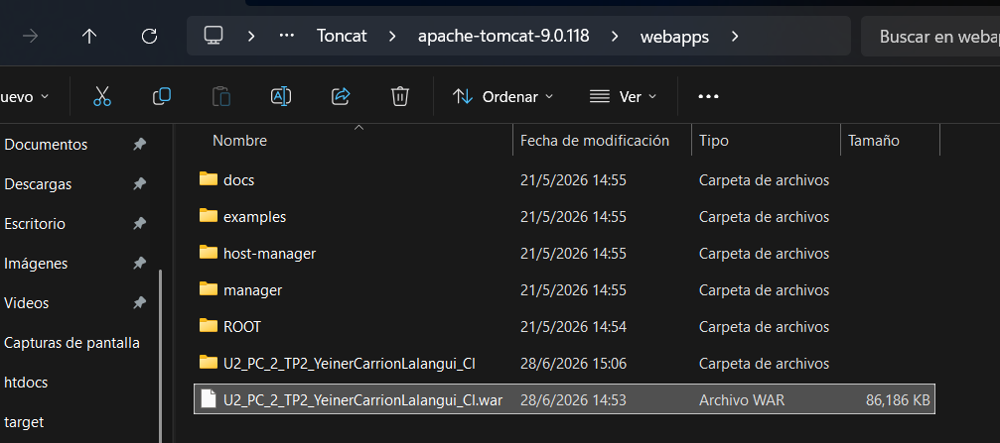 ··· Toncat > apache-tomcat-9.0.118 > webapps >
Buscar en weba
uevo Ordenar Ver ···
Nombre Fecha de modificación Tipo Tamaño
Documentos
Descargas
Escritorio
Imágenes
Videos
Capturas de pantalla
htdocs
target
docs 21/5/2026 14:55 Carpeta de archivos
examples 21/5/2026 14:55 Carpeta de archivos
host-manager 21/5/2026 14:55 Carpeta de archivos
manager 21/5/2026 14:55 Carpeta de archivos
ROOT 21/5/2026 14:54 Carpeta de archivos
U2_PC_2_TP2_YeinerCarrionLalangui_CI 28/6/2026 15:06 Carpeta de archivos
U2_PC_2_TP2_YeinerCarrionLalangui_CI.war 28/6/2026 14:53 Archivo WAR 86,186 KB